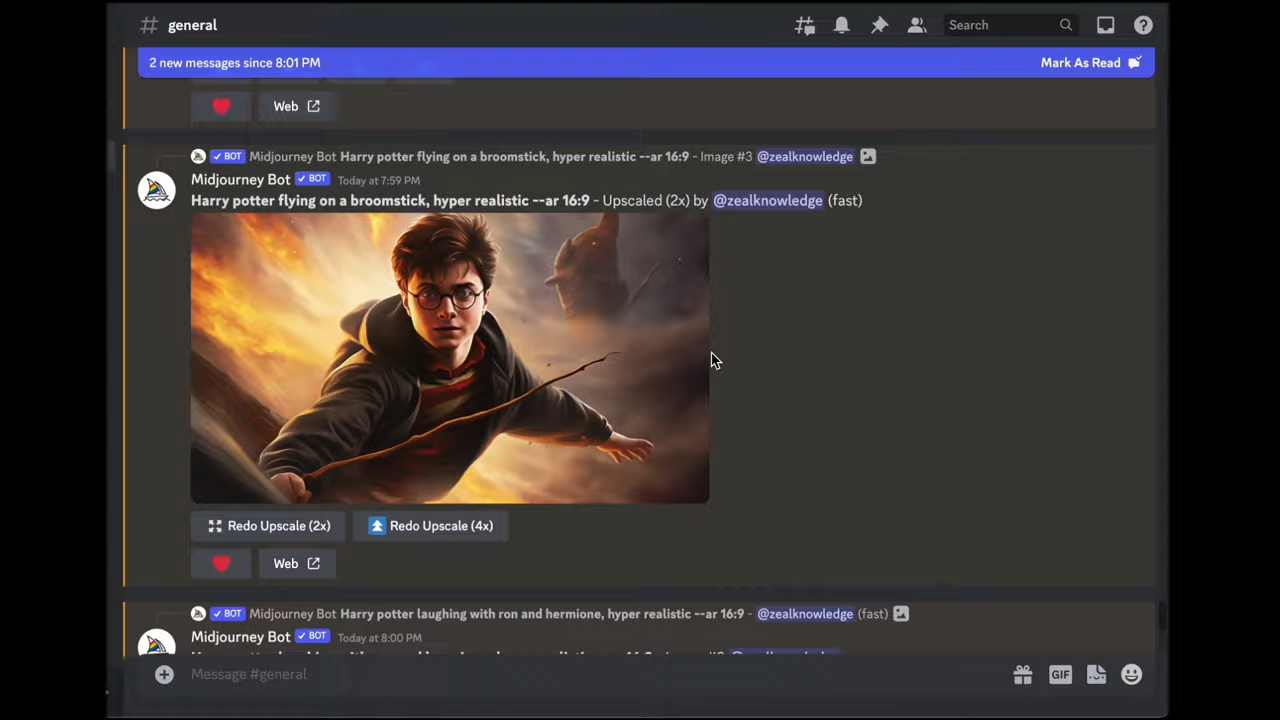 general
Search
2 new messages since 8:01 PM
Mark As Read
Web
BOT Midjourney Bot Harry potter flying on a broomstick, hyper realistic --ar 16:9 - Image #3 @zealknowledge
Midjourney Bot BOT Today at 7:59 PM
Harry potter flying on a broomstick, hyper realistic --ar 16:9 - Upscaled (2x) by @zealknowledge (fast)
Redo Upscale (2x)
Redo Upscale (4x)
Web
BOT Midjourney Bot Harry potter laughing with ron and hermione, hyper realistic --ar 16:9 - @zealknowledge (fast)
Midjourney Bot BOT Today at 8:00 PM
Message #general
GIF